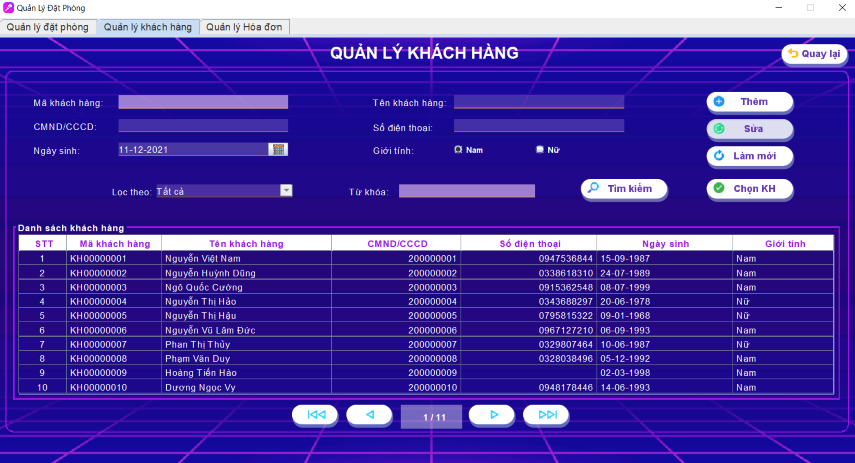 Quản Lý Đặt Phòng
Quản lý đặt phòng Quản lý khách hàng Quản lý Hóa đơn
QUẢN LÝ KHÁCH HÀNG
Quay lại
Mã khách hàng: Tên khách hàng: Thêm
CMND/CCCD: Số điện thoại: Sửa
Ngày sinh: 11-12-2021 Giới tính: Nam Nữ Làm mới
Lọc theo: Tất cả Từ khóa: Tìm kiếm Chọn KH
Danh sách khách hàng
STT Mã khách hàng Tên khách hàng CMND/CCCD Số điện thoại Ngày sinh Giới tính
1 KH00000001 Nguyễn Việt Nam 200000001 0947536844 15-09-1987 Nam
2 KH00000002 Nguyễn Huỳnh Dũng 200000002 0338618310 24-07-1989 Nam
3 KH00000003 Ngô Quốc Cường 200000003 0915362548 08-07-1999 Nam
4 KH00000004 Nguyễn Thị Hảo 200000004 0343688297 20-06-1978 Nữ
5 KH00000005 Nguyễn Thị Hậu 200000005 0795815322 09-01-1968 Nữ
6 KH00000006 Nguyễn Vũ Lâm Đức 200000006 0967127210 06-09-1993 Nam
7 KH00000007 Phan Thị Thủy 200000007 0329807464 10-06-1987 Nữ
8 KH00000008 Phạm Văn Duy 200000008 0328038496 05-12-1992 Nam
9 KH00000009 Hoàng Tiến Hào 200000009 02-03-1998 Nam
10 KH00000010 Dương Ngọc Vy 200000010 0948178446 14-06-1993 Nam
1 / 11